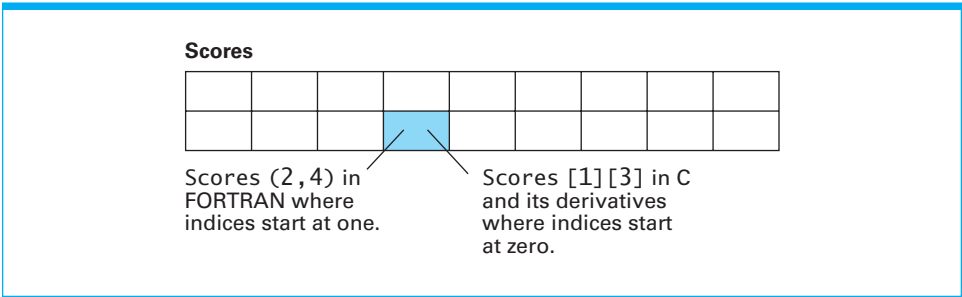 Scores
Scores (2,4) in
FORTRAN where
indices start at one.
Scores [1][3] in C
and its derivatives
where indices start
at zero.